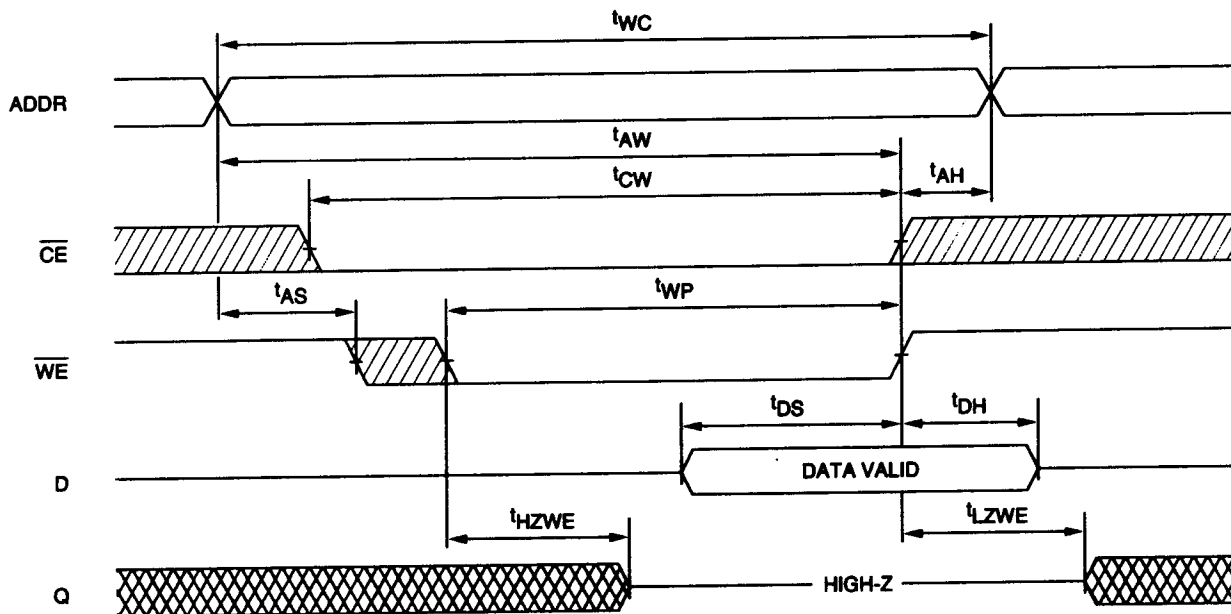 tWC
ADDR
tAW
tCW
tAH
CE
tAS
tWP
WE
tDS
tDH
D
DATA VALID
tHZWE
tLZWE
Q
HIGH-Z